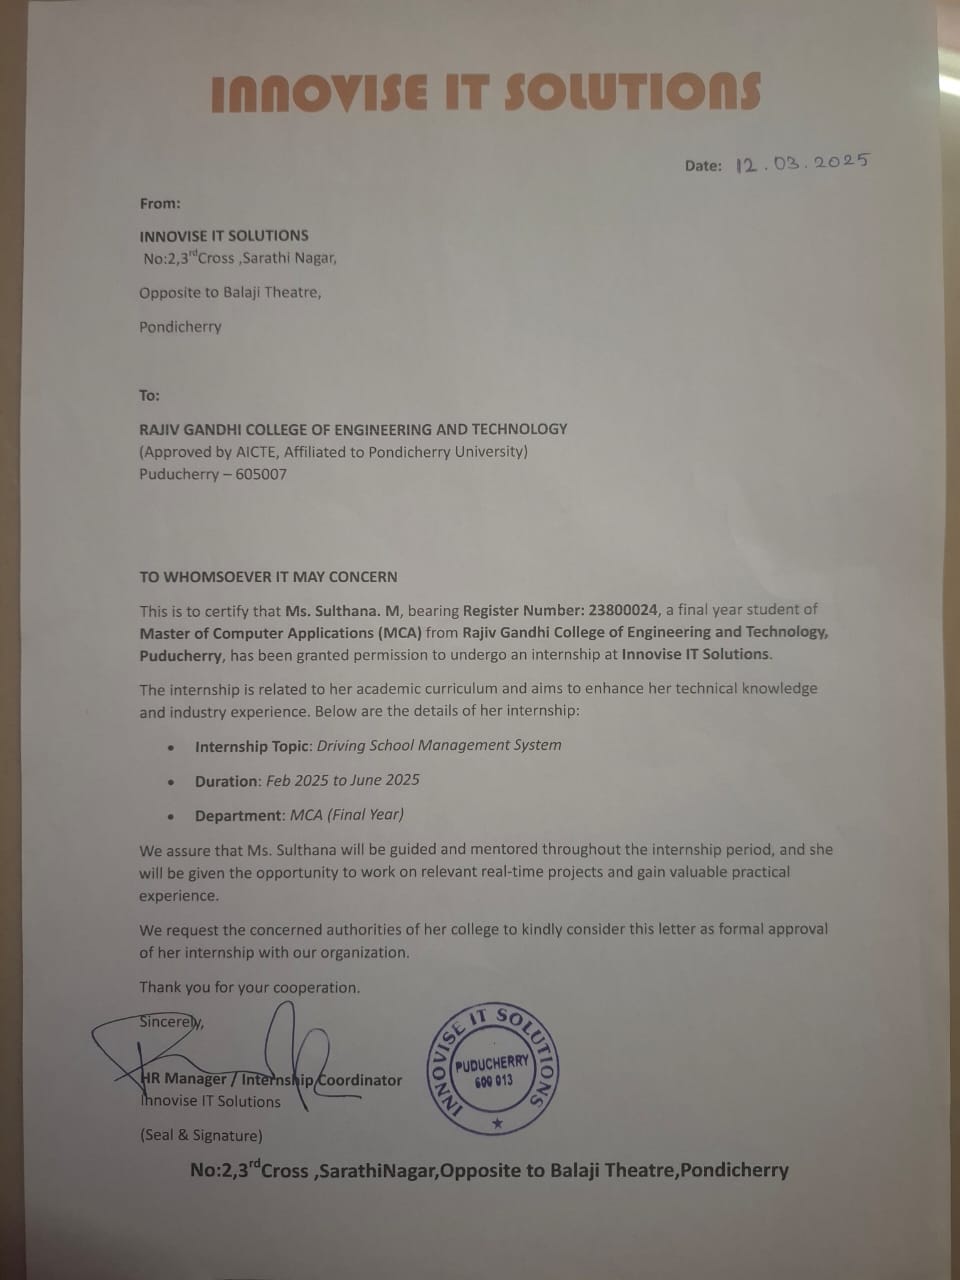 INNOVISE IT SOLUTIONS
Date: 12.03.2025
From:
INNOVISE IT SOLUTIONS
No:2,3rdCross ,Sarathi Nagar,
Opposite to Balaji Theatre,
Pondicherry
To:
RAJIV GANDHI COLLEGE OF ENGINEERING AND TECHNOLOGY
(Approved by AICTE, Affiliated to Pondicherry University)
Puducherry – 605007
TO WHOMSOEVER IT MAY CONCERN
This is to certify that Ms. Sulthana. M, bearing Register Number: 23800024, a final year student of
Master of Computer Applications (MCA) from Rajiv Gandhi College of Engineering and Technology,
Puducherry, has been granted permission to undergo an internship at Innovise IT Solutions.
The internship is related to her academic curriculum and aims to enhance her technical knowledge
and industry experience. Below are the details of her internship:
• Internship Topic: Driving School Management System
• Duration: Feb 2025 to June 2025
• Department: MCA (Final Year)
We assure that Ms. Sulthana will be guided and mentored throughout the internship period, and she
will be given the opportunity to work on relevant real-time projects and gain valuable practical
experience.
We request the concerned authorities of her college to kindly consider this letter as formal approval
of her internship with our organization.
Thank you for your cooperation.
Sincerely,
HR Manager / Internship Coordinator
Innovise IT Solutions
(Seal & Signature)
INNOVISE IT SOLUTIONS
PUDUCHERRY
No:2,3rdCross ,SarathiNagar,Opposite to Balaji Theatre,Pondicherry